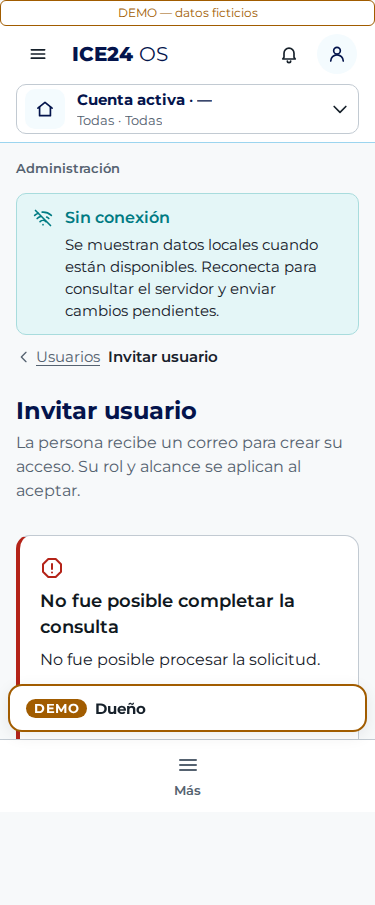 DEMO — datos ficticios
ICE24 OS
Cuenta activa · —
Todas · Todas
Administración
Sin conexión
Se muestran datos locales cuando
están disponibles. Reconecta para
consultar el servidor y enviar
cambios pendientes.
Usuarios Invitar usuario
Invitar usuario
La persona recibe un correo para crear su
acceso. Su rol y alcance se aplican al
aceptar.
No fue posible completar la
consulta
No fue posible procesar la solicitud.
DEMO Dueño
Más